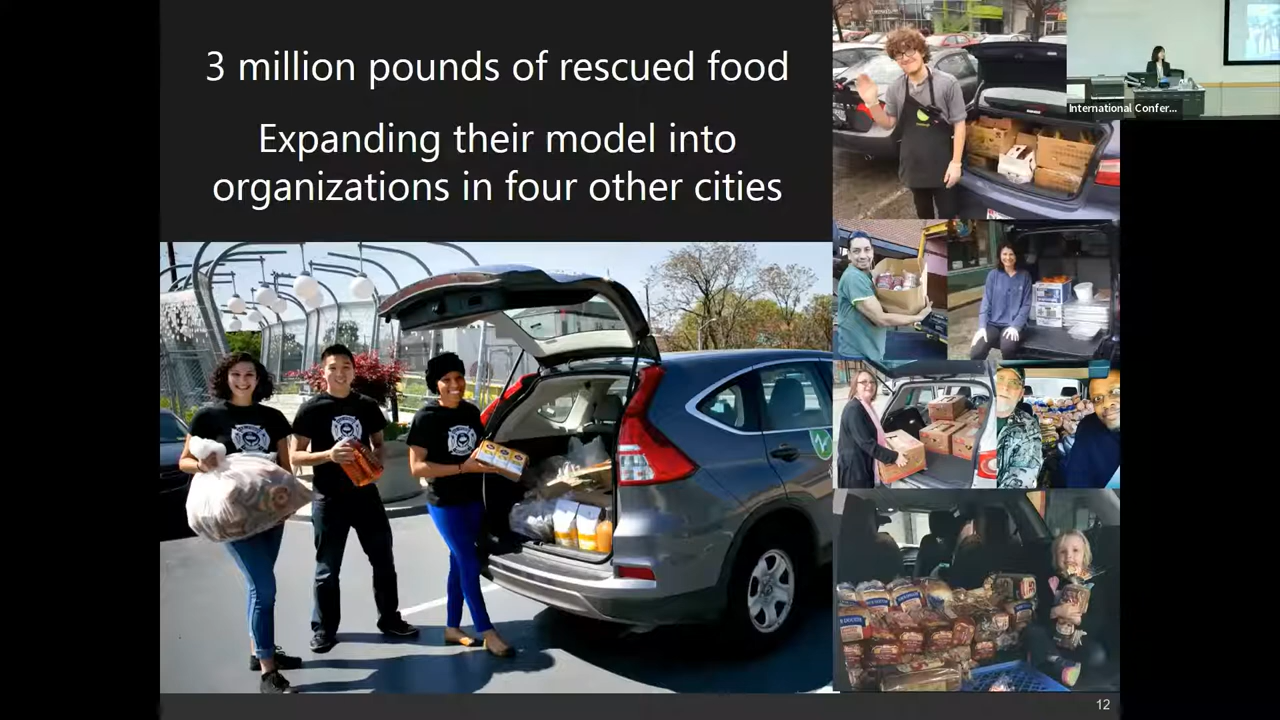 3 million pounds of rescued food
Expanding their model into
organizations in four other cities
International Confer...
12